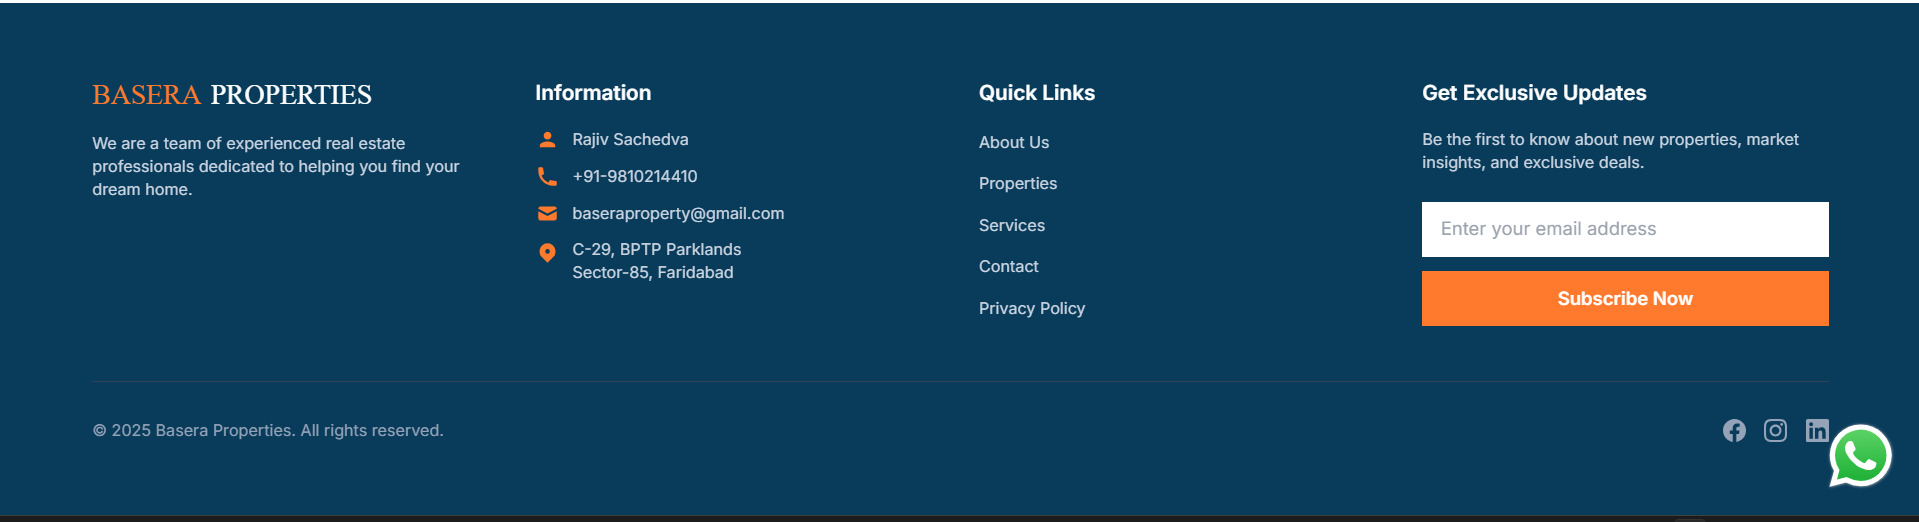 BASERA PROPERTIES
We are a team of experienced real estate
professionals dedicated to helping you find your
dream home.
Information
Rajiv Sachedva
+91-9810214410
baseraproperty@gmail.com
C-29, BPTP Parklands
Sector-85, Faridabad
Quick Links
About Us
Properties
Services
Contact
Privacy Policy
Get Exclusive Updates
Be the first to know about new properties, market
insights, and exclusive deals.
Enter your email address
Subscribe Now
© 2025 Basera Properties. All rights reserved.